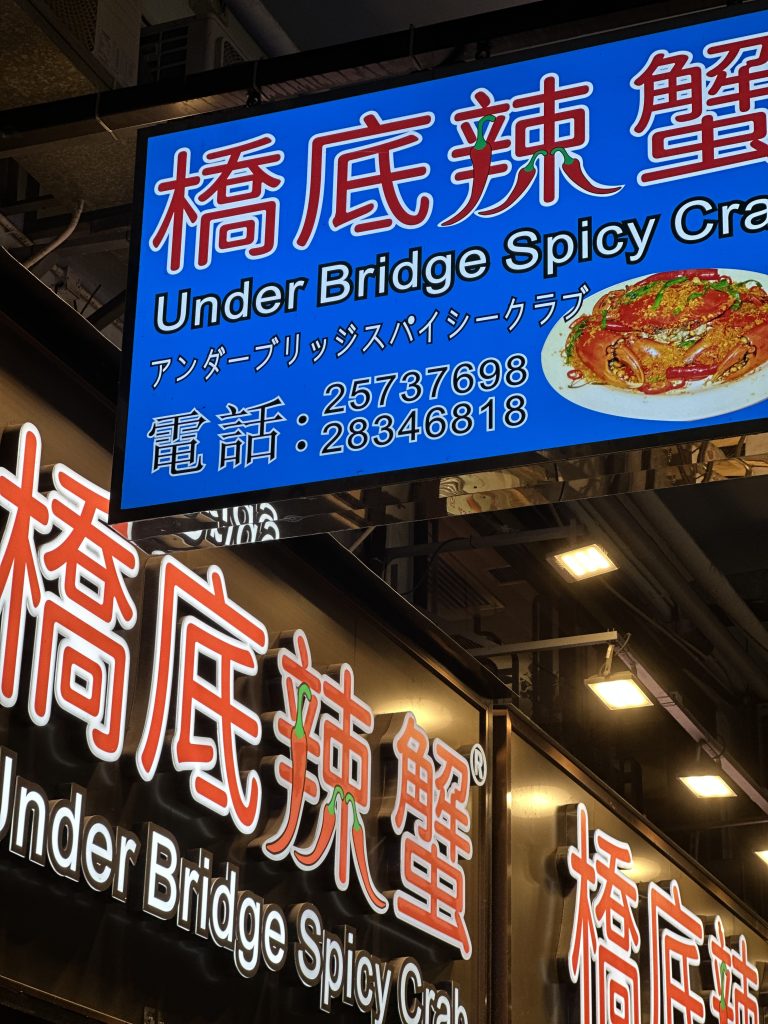 橋底辣蟹
Under Bridge Spicy Cra
アンダーブリッジスパイシークラブ
電話：25737698
28346818
橋底辣蟹®
Under Bridge Spicy Crab
橋底辣